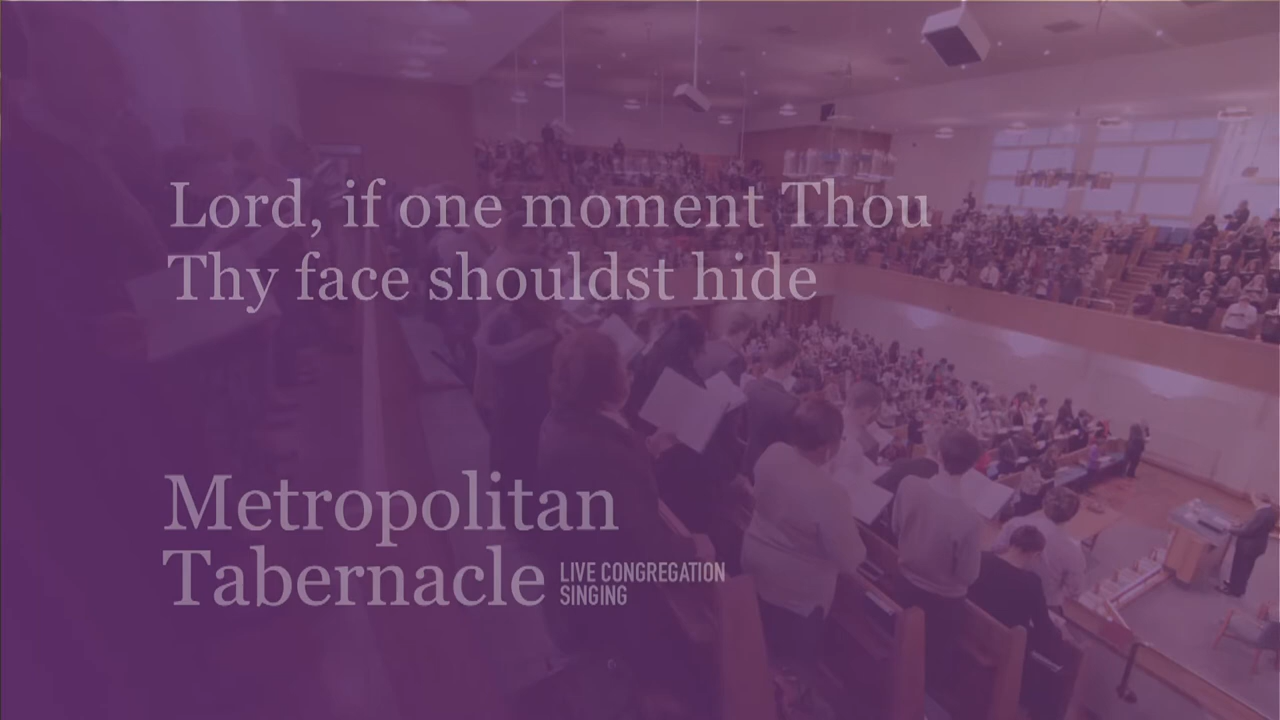 Lord, if one moment Thou
Thy face shouldst hide
Metropolitan
Tabernacle
LIVE CONGREGATION
SINGING